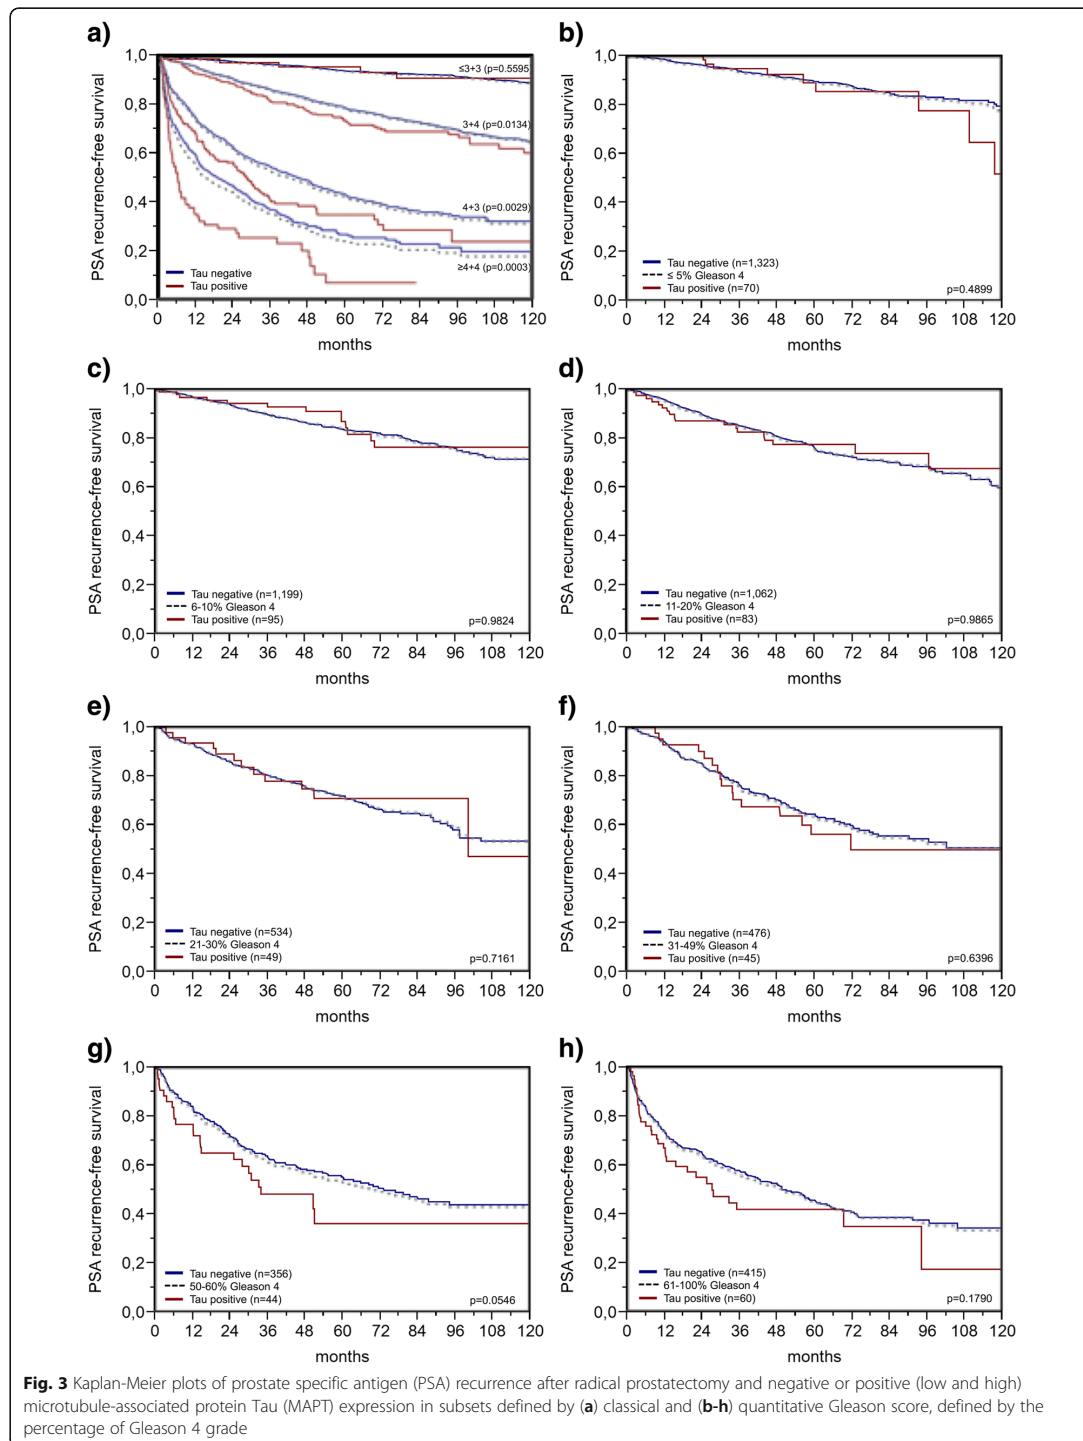 a)
PSA recurrence-free survival
1,0
0,8
0,6
0,4
0,2
0,0
≤3+3 (p=0.5595
3+4 (p=0.0134)
4+3 (p=0.0029)
≥4+4 (p=0.0003)
Tau negative
Tau positive
0 12 24 36 48 60 72 84 96 108 120
months
b)
PSA recurrence-free survival
1,0
0,8
0,6
0,4
0,2
0,0
Tau negative (n=1,323)
≤ 5% Gleason 4
Tau positive (n=70)
p=0.4899
0 12 24 36 48 60 72 84 96 108 120
months
c)
PSA recurrence-free survival
1,0
0,8
0,6
0,4
0,2
0,0
Tau negative (n=1,199)
6-10% Gleason 4
Tau positive (n=95)
p=0.9824
0 12 24 36 48 60 72 84 96 108 120
months
d)
PSA recurrence-free survival
1,0
0,8
0,6
0,4
0,2
0,0
Tau negative (n=1,062)
11-20% Gleason 4
Tau positive (n=83)
p=0.9865
0 12 24 36 48 60 72 84 96 108 120
months
e)
PSA recurrence-free survival
1,0
0,8
0,6
0,4
0,2
0,0
Tau negative (n=534)
21-30% Gleason 4
Tau positive (n=49)
p=0.7161
0 12 24 36 48 60 72 84 96 108 120
months
f)
PSA recurrence-free survival
1,0
0,8
0,6
0,4
0,2
0,0
Tau negative (n=476)
31-49% Gleason 4
Tau positive (n=45)
p=0.6396
0 12 24 36 48 60 72 84 96 108 120
months
g)
PSA recurrence-free survival
1,0
0,8
0,6
0,4
0,2
0,0
Tau negative (n=356)
50-60% Gleason 4
Tau positive (n=44)
p=0.0546
0 12 24 36 48 60 72 84 96 108 120
months
h)
PSA recurrence-free survival
1,0
0,8
0,6
0,4
0,2
0,0
Tau negative (n=415)
61-100% Gleason 4
Tau positive (n=60)
p=0.1790
0 12 24 36 48 60 72 84 96 108 120
months
Fig. 3 Kaplan-Meier plots of prostate specific antigen (PSA) recurrence after radical prostatectomy and negative or positive (low and high)
microtubule-associated protein Tau (MAPT) expression in subsets defined by (a) classical and (b-h) quantitative Gleason score, defined by the
percentage of Gleason 4 grade